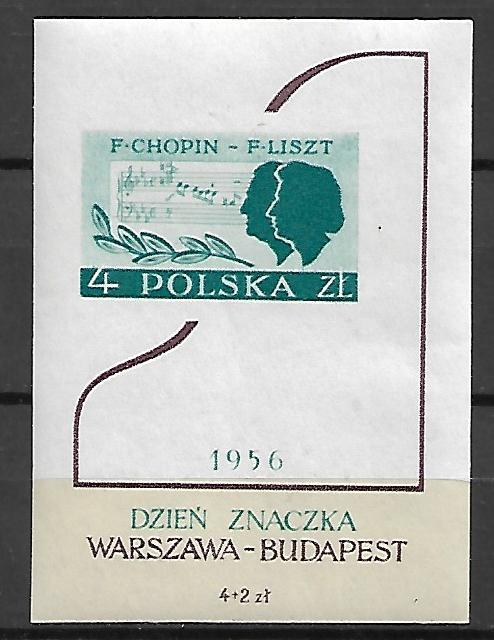 F·CHOPIN - F·LISZT
4 POLSKA ZŁ
1956
DZIEŃ ZNACZKA
WARSZAWA-BUDAPEST
4+2 zł